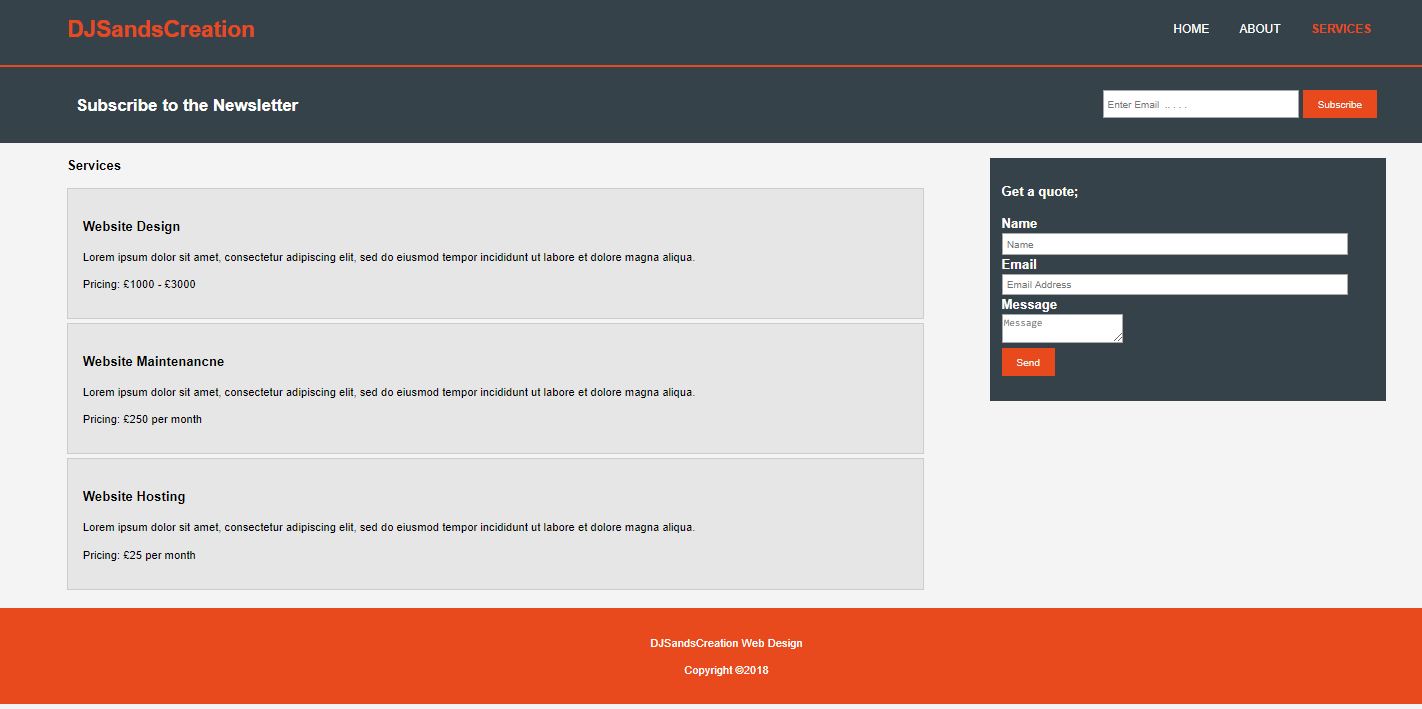 DJSandsCreation
HOME ABOUT SERVICES
Subscribe to the Newsletter
Enter Email .. . . .
Subscribe
Services
Website Design
Lorem ipsum dolor sit amet, consectetur adipiscing elit, sed do eiusmod tempor incididunt ut labore et dolore magna aliqua.
Pricing: £1000 - £3000
Website Maintenancne
Lorem ipsum dolor sit amet, consectetur adipiscing elit, sed do eiusmod tempor incididunt ut labore et dolore magna aliqua.
Pricing: £250 per month
Website Hosting
Lorem ipsum dolor sit amet, consectetur adipiscing elit, sed do eiusmod tempor incididunt ut labore et dolore magna aliqua.
Pricing: £25 per month
Get a quote;
Name
Name
Email
Email Address
Message
Message
Send
DJSandsCreation Web Design
Copyright ©2018